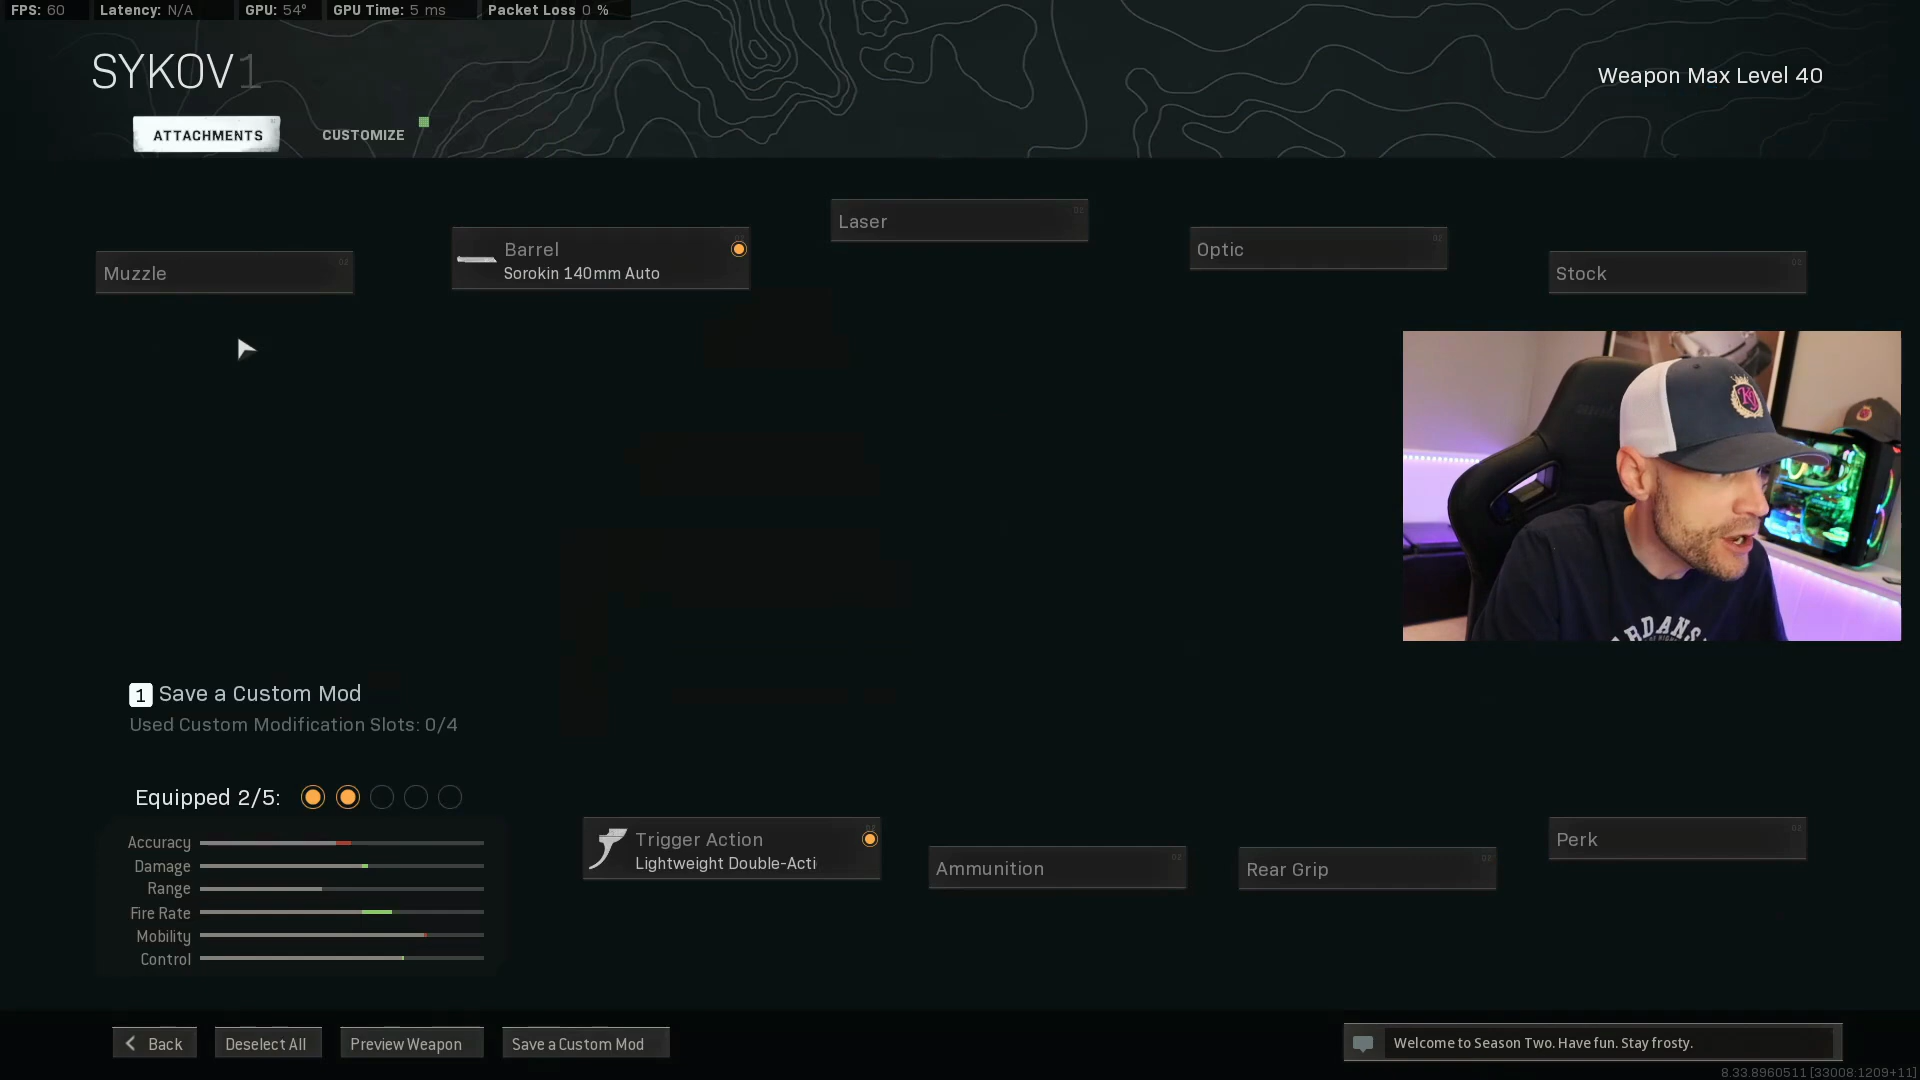 FPS: 60 Latency: N/A GPU: 54° GPU Time: 5 ms Packet Loss 0 %
SYKOV 1
Weapon Max Level 40
ATTACHMENTS
CUSTOMIZE
Laser
Barrel
Sorokin 140mm Auto
Optic
Muzzle
Stock
1 Save a Custom Mod
Used Custom Modification Slots: 0/4
Equipped 2/5:
Accuracy
Damage
Range
Fire Rate
Mobility
Control
Trigger Action
Lightweight Double-Acti
Ammunition
Rear Grip
Perk
Back
Deselect All
Preview Weapon
Save a Custom Mod
Welcome to Season Two. Have fun. Stay frosty.
8.33.8960511 [33008:1209+11]